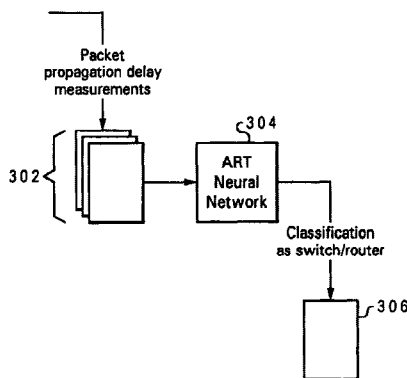 Packet
propagation delay
measurements
302
304
ART
Neural
Network
Classification
as switch/router
306